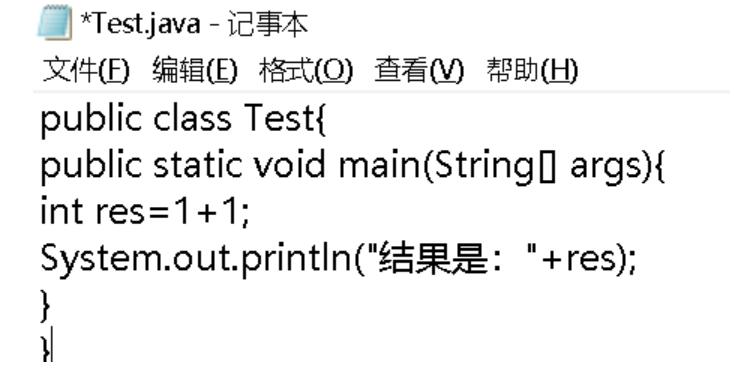 *Test.java - 记事本
文件(F) 编辑(E) 格式(O) 查看(V) 帮助(H)
public class Test{
public static void main(String[] args){
int res=1+1;
System.out.println("结果是："+res);
}
}